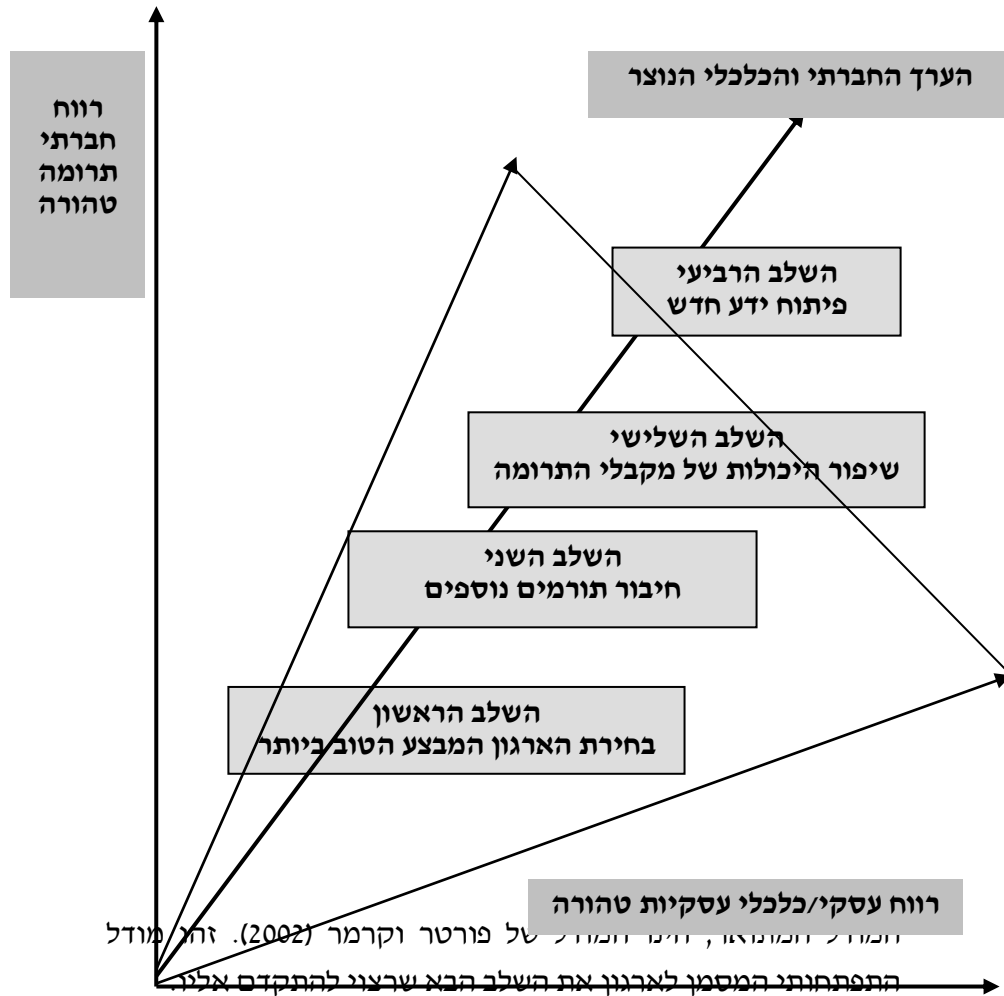 הערך החברתי והכלכלי הנוצר
רווח
חברתי
תרומה
טהורה
השלב הרביעי
פיתוח ידע חדש
השלב השלישי
שיפור היכולות של מקבלי התרומה
השלב השני
חיבור תורמים נוספים
השלב הראשון
בחירת הארגון המבצע הטוב ביותר
רווח עסקי/כלכלי עסקיות טהורה
של פורטר וקרמר (2002). זהו מודל
התפתחותי המסמן לארגון את השלב הבא שרצוי להתקדם אליו.